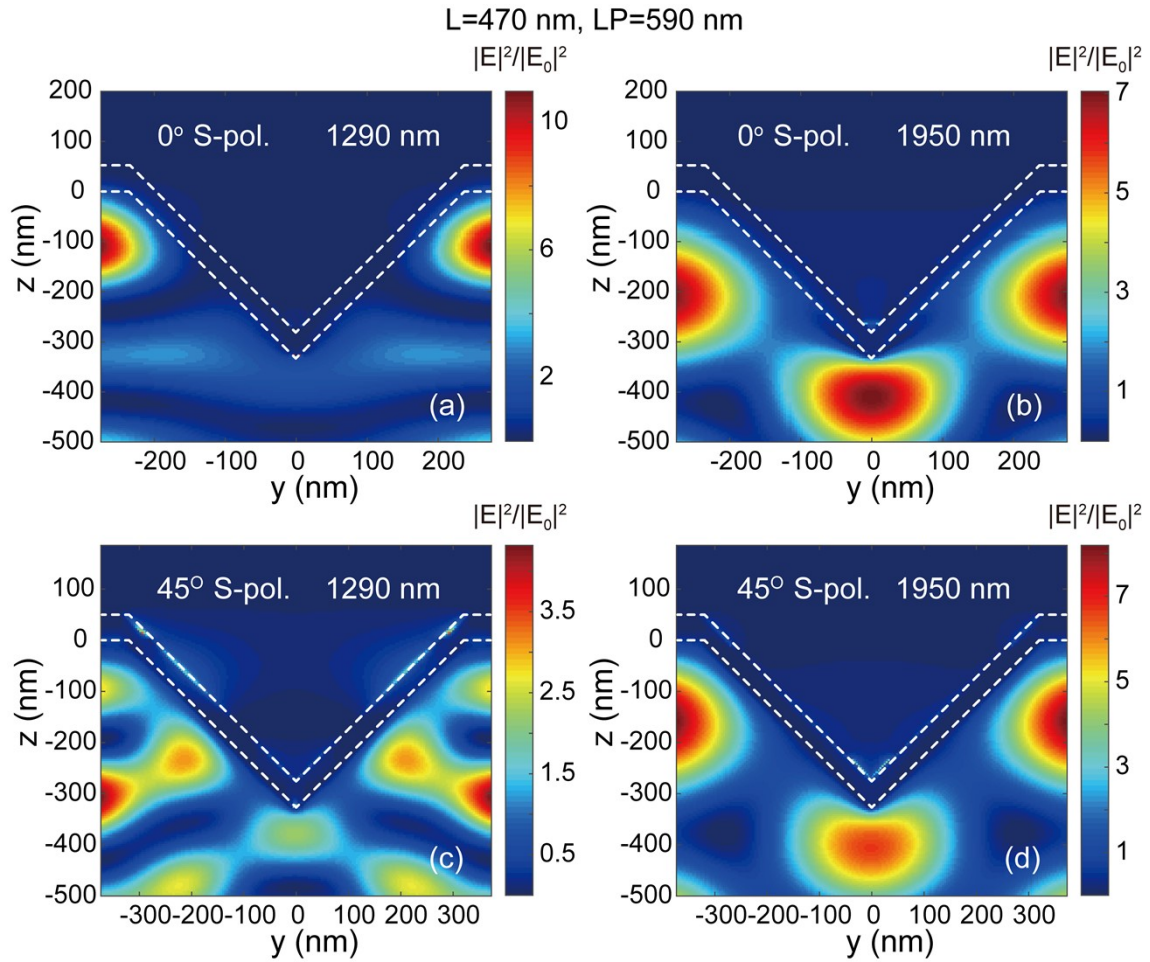 L=470 nm, LP=590 nm
|E|²/|E₀|²
|E|²/|E₀|²
200
100
0
-100
-200
-300
-400
-500
z (nm)
0° S-pol. 1290 nm
(a)
-200 -100 0 100 200
y (nm)
10
6
2
200
100
0
-100
-200
-300
-400
-500
z (nm)
0° S-pol. 1950 nm
(b)
-200 -100 0 100 200
y (nm)
7
5
3
1
|E|²/|E₀|²
|E|²/|E₀|²
100
0
-100
-200
-300
-400
-500
z (nm)
45° S-pol. 1290 nm
(c)
-300 -200 -100 0 100 200 300
y (nm)
3.5
2.5
1.5
0.5
100
0
-100
-200
-300
-400
-500
z (nm)
45° S-pol. 1950 nm
(d)
-300 -200 -100 0 100 200 300
y (nm)
7
5
3
1